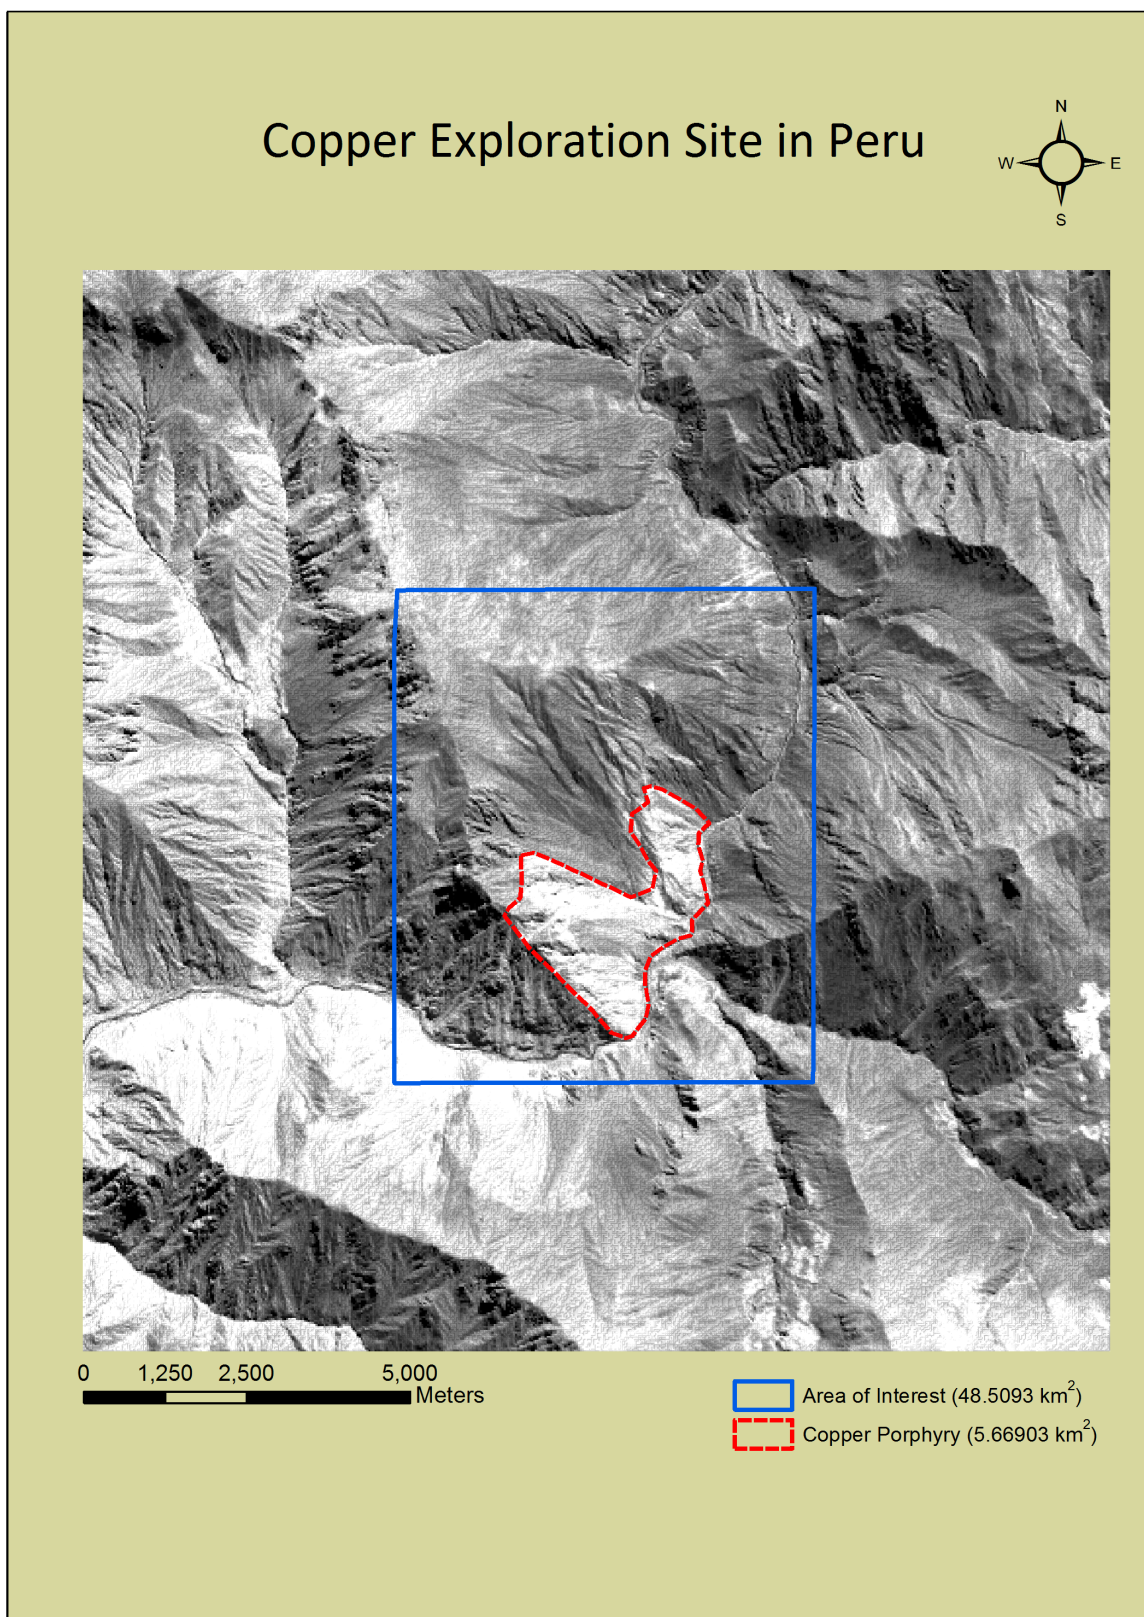 Copper Exploration Site in Peru
N
W E
S
0 1,250 2,500 5,000
Meters
Area of Interest (48.5093 km²)
Copper Porphyry (5.66903 km²)